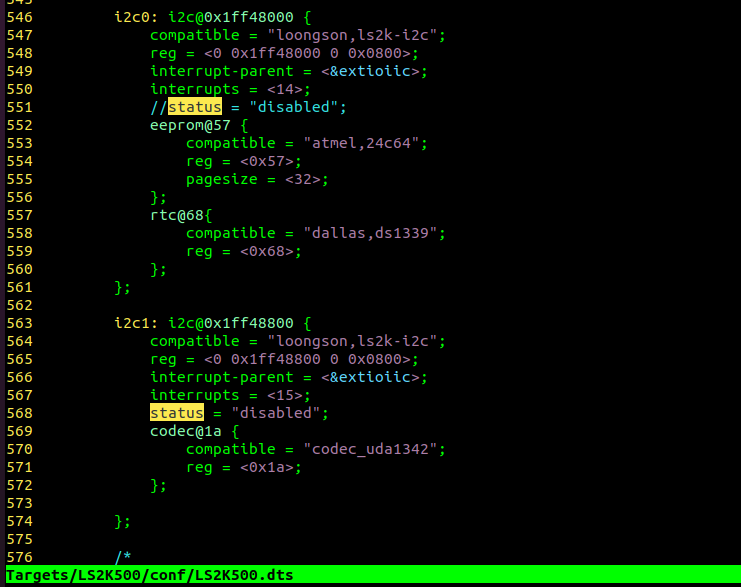 546         i2c0: i2c@0x1ff48000 {
547             compatible = "loongson,ls2k-i2c";
548             reg = <0 0x1ff48000 0 0x0800>;
549             interrupt-parent = <&extioiic>;
550             interrupts = <14>;
551             //status = "disabled";
552             eeprom@57 {
553                 compatible = "atmel,24c64";
554                 reg = <0x57>;
555                 pagesize = <32>;
556             };
557             rtc@68{
558                 compatible = "dallas,ds1339";
559                 reg = <0x68>;
560             };
561         };
562
563         i2c1: i2c@0x1ff48800 {
564             compatible = "loongson,ls2k-i2c";
565             reg = <0 0x1ff48800 0 0x0800>;
566             interrupt-parent = <&extioiic>;
567             interrupts = <15>;
568             status = "disabled";
569             codec@1a {
570                 compatible = "codec_uda1342";
571                 reg = <0x1a>;
572             };
573
574         };
575
576         /*
Targets/LS2K500/conf/LS2K500.dts